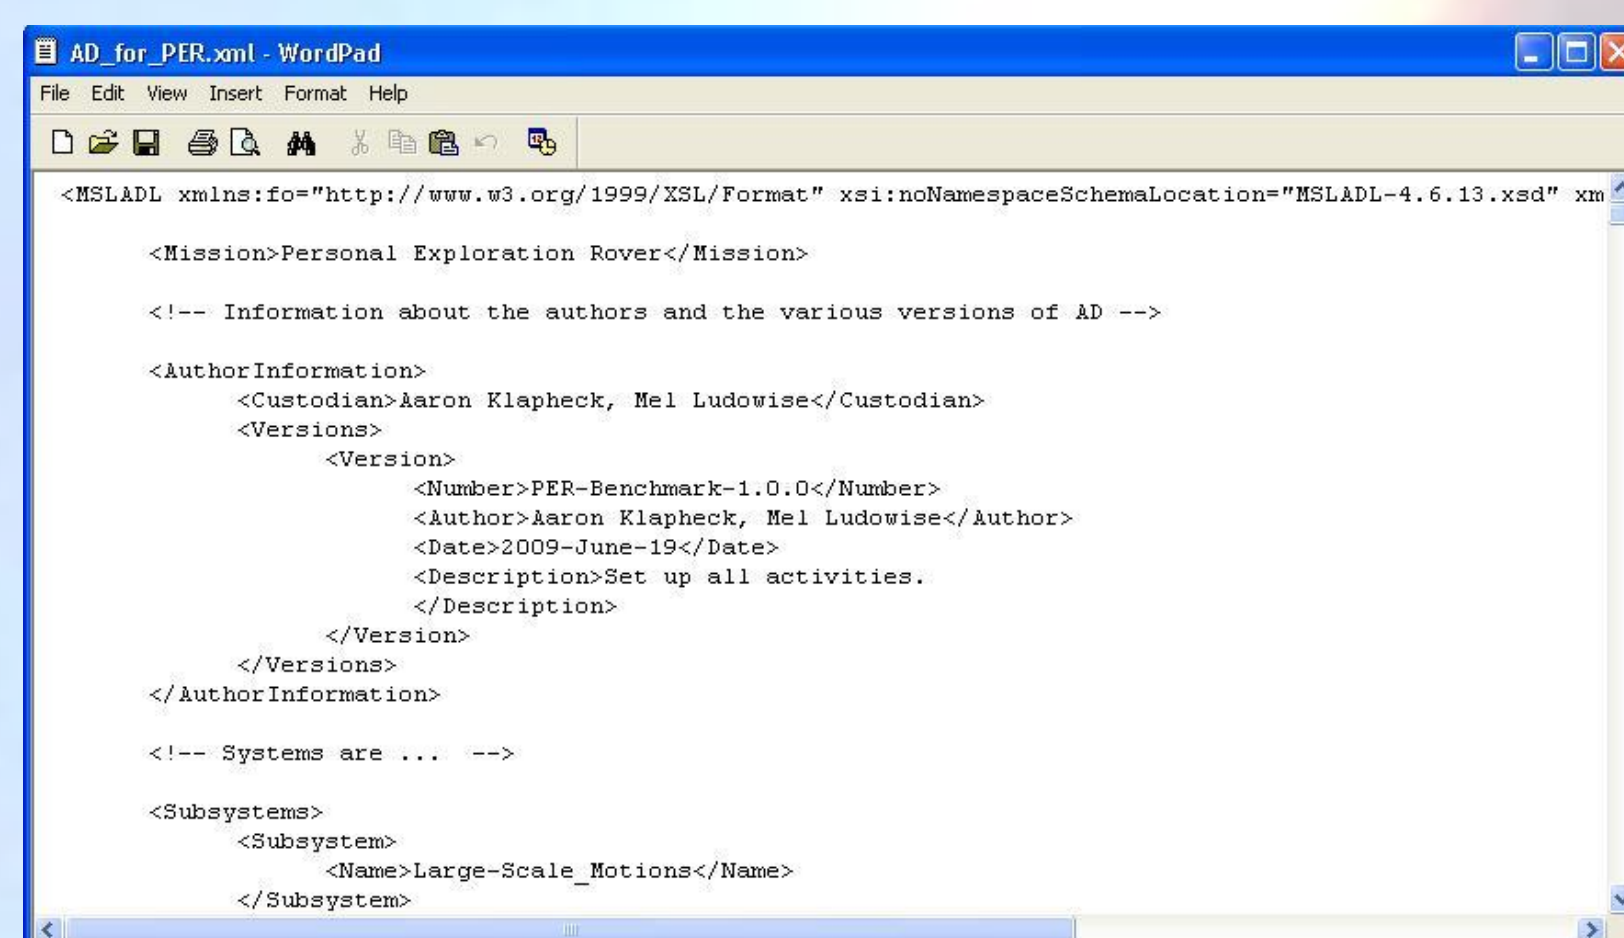 AD_for_PER.xml - WordPad
File Edit View Insert Format Help
<MSLADL xmlns:fo="http://www.w3.org/1999/XSL/Format" xsi:noNamespaceSchemaLocation="MSLADL-4.6.13.xsd" xm
<Mission>Personal Exploration Rover</Mission>
<!-- Information about the authors and the various versions of AD -->
<AuthorInformation>
<Custodian>Aaron Klapheck, Mel Ludowise</Custodian>
<Versions>
<Version>
<Number>PER-Benchmark-1.0.0</Number>
<Author>Aaron Klapheck, Mel Ludowise</Author>
<Date>2009-June-19</Date>
<Description>Set up all activities.
</Description>
</Version>
</Versions>
</AuthorInformation>
<!-- Systems are ...  -->
<Subsystems>
<Subsystem>
<Name>Large-Scale_Motions</Name>
</Subsystem>